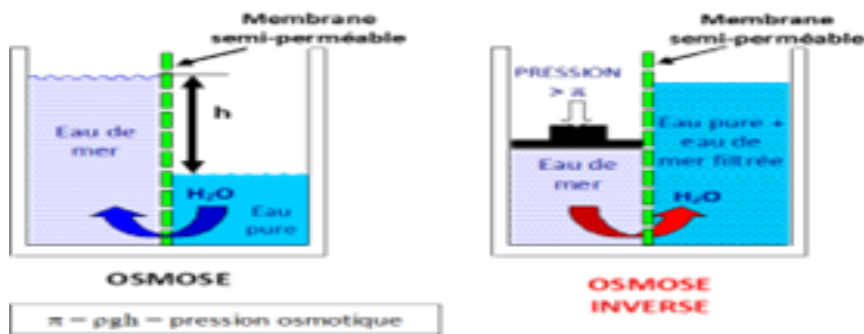 Membrane
semi-perméable
h
Eau de
mer
H₂O
Eau
pure
OSMOSE
π = ρgh = pression osmotique
Membrane
semi-perméable
PRESSION
> π
Eau pure +
eau de
mer filtrée
Eau de
mer
H₂O
OSMOSE
INVERSE